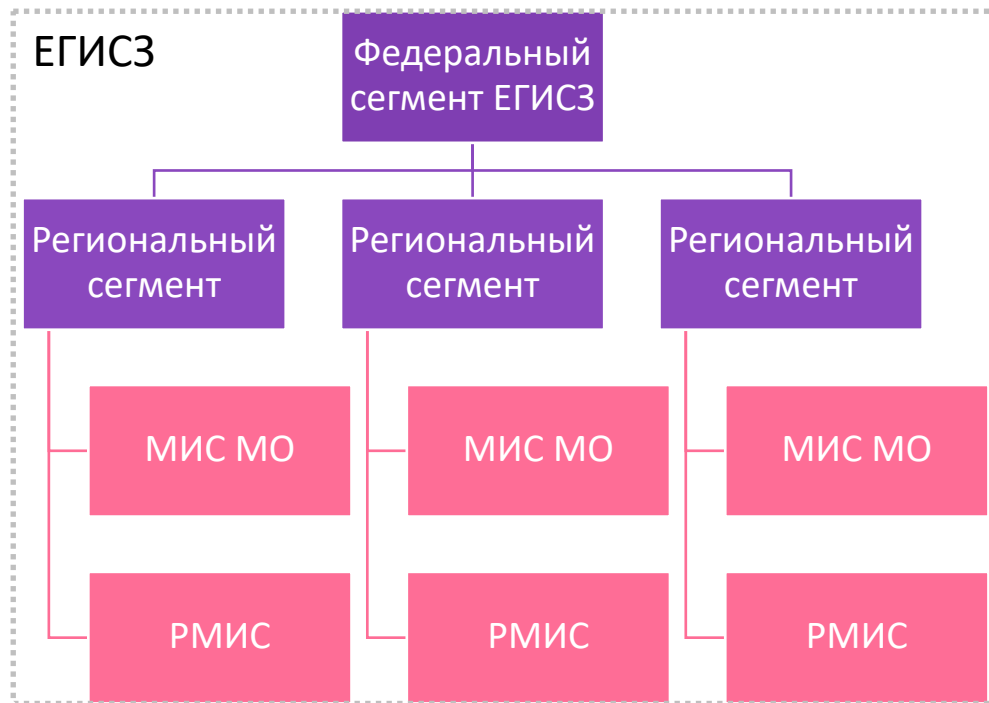 ЕГИСЗ
Федеральный
сегмент ЕГИСЗ
Региональный
сегмент
Региональный
сегмент
Региональный
сегмент
МИС МО
МИС МО
МИС МО
РМИС
РМИС
РМИС